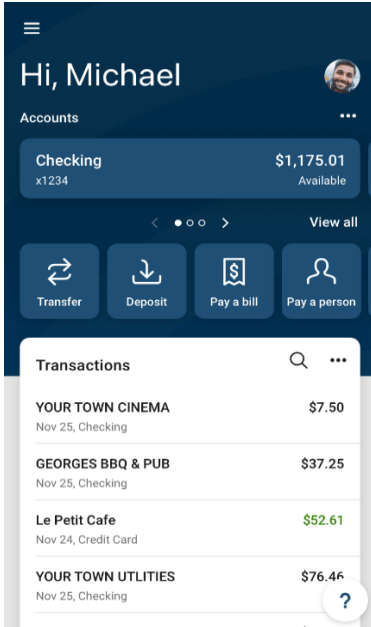 Hi, Michael
Accounts
Checking $1,175.01
x1234 Available
View all
Transfer Deposit Pay a bill Pay a person
Transactions
YOUR TOWN CINEMA $7.50
Nov 25, Checking
GEORGES BBQ & PUB $37.25
Nov 25, Checking
Le Petit Cafe $52.61
Nov 24, Credit Card
YOUR TOWN UTLITIES $76.46
Nov 25, Checking
?